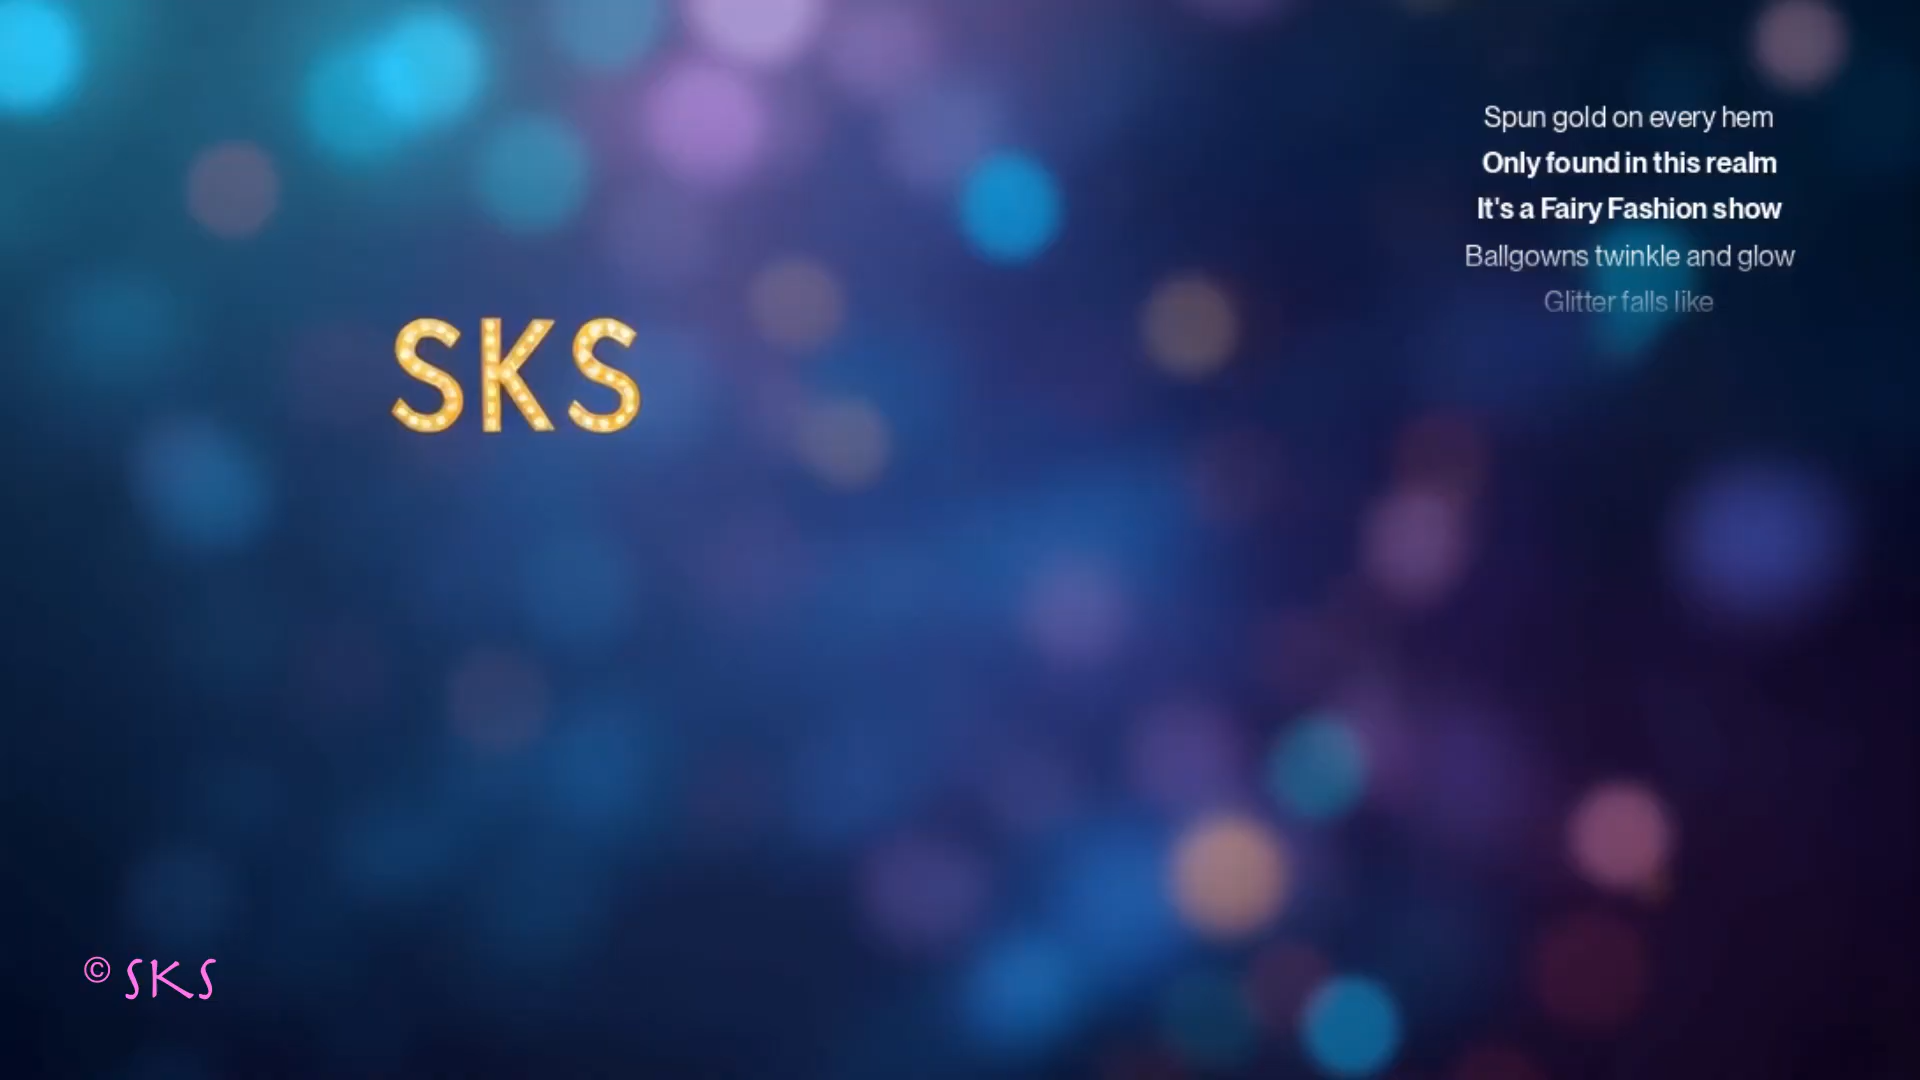 Spun gold on every hem
Only found in this realm
It's a Fairy Fashion show
Ballgowns twinkle and glow
Glitter falls like
SKS
© SKS